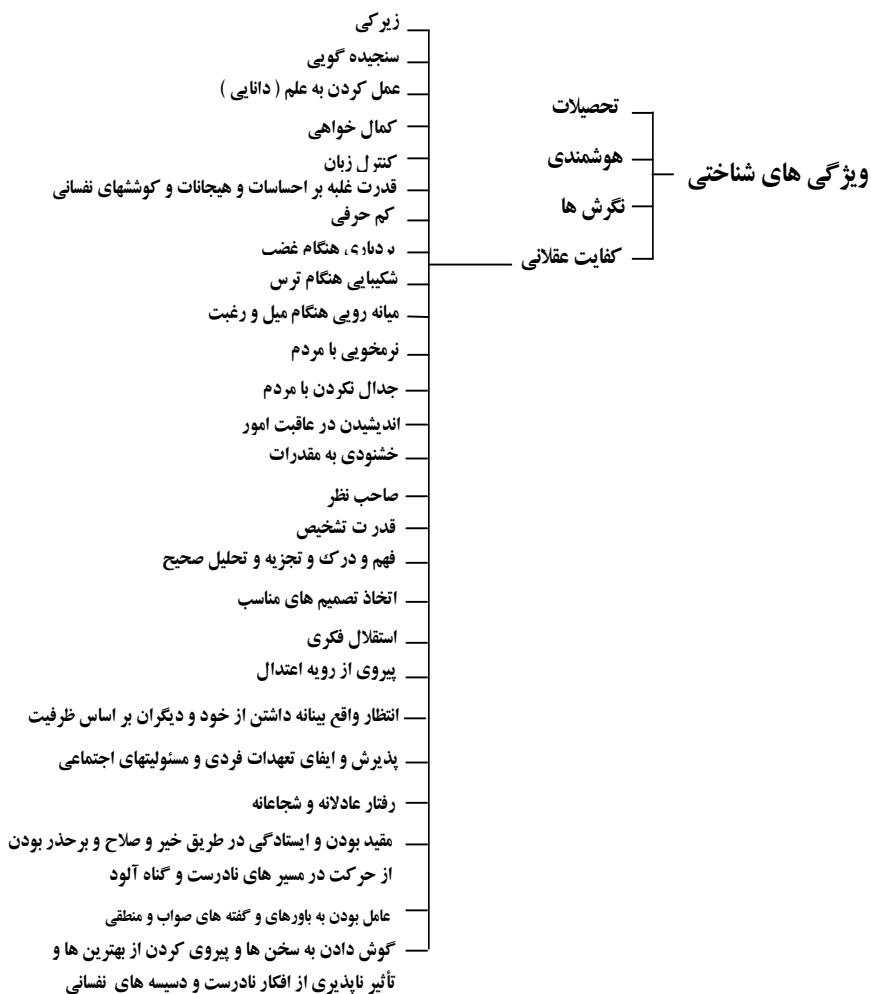 ویژگی های شناختی
تحصیلات
هوشمندی
نگرش ها
کفایت عقلانی
زیرکی
سنجیده گویی
عمل کردن به علم ( دانایی )
کمال خواهی
کنترل زبان
قدرت غلبه بر احساسات و هیجانات و کوششهای نفسانی
کم حرفی
بردباری هنگام غضب
شکیبایی هنگام ترس
میانه رویی هنگام میل و رغبت
نرمخویی با مردم
جدال نکردن با مردم
اندیشیدن در عاقبت امور
خشنودی به مقدرات
صاحب نظر
قدر ت تشخیص
فهم و درک و تجزیه و تحلیل صحیح
اتخاذ تصمیم های مناسب
استقلال فکری
پیروی از رویه اعتدال
انتظار واقع بینانه داشتن از خود و دیگران بر اساس ظرفیت
پذیرش و ایفای تعهدات فردی و مسئولیتهای اجتماعی
رفتار عادلانه و شجاعانه
مقید بودن و ایستادگی در طریق خیر و صلاح و برحذر بودن
از حرکت در مسیر های نادرست و گناه آلود
عامل بودن به باورهای و گفته های صواب و منطقی
گوش دادن به سخن ها و پیروی کردن از بهترین ها و
تأثیر ناپذیری از افکار نادرست و دسیسه های نفسانی